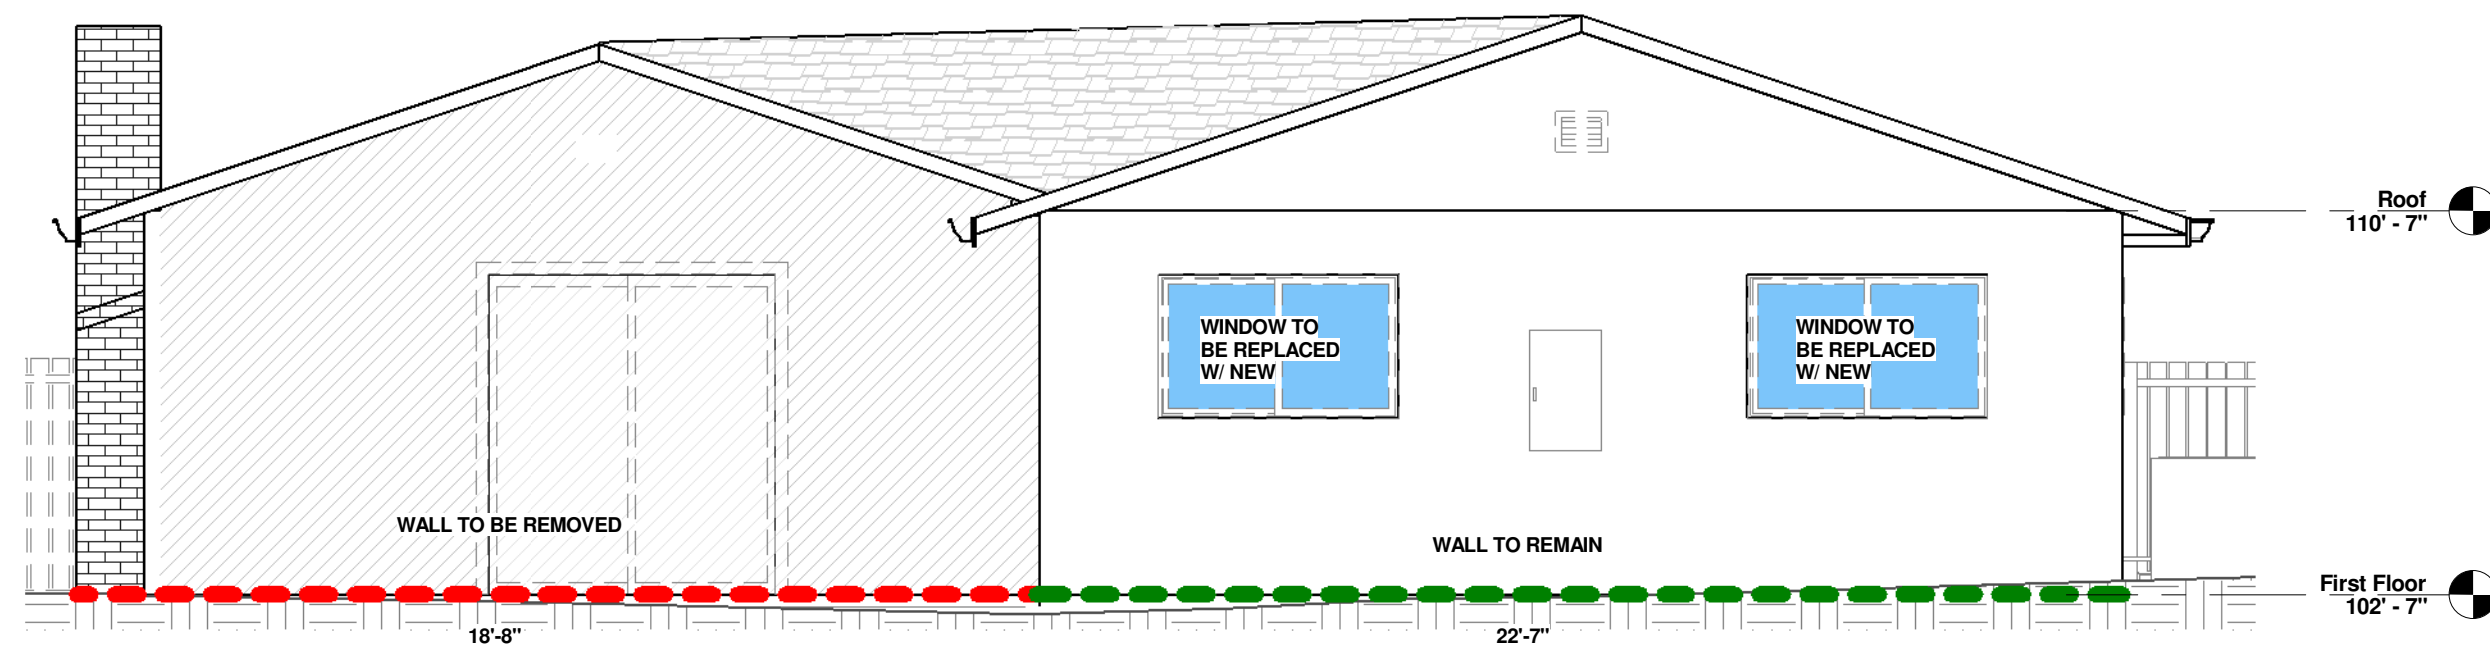 Roof
110' - 7"
WINDOW TO
BE REPLACED
W/ NEW
WINDOW TO
BE REPLACED
W/ NEW
WALL TO BE REMOVED
WALL TO REMAIN
First Floor
102' - 7"
18'-8"
22'-7"